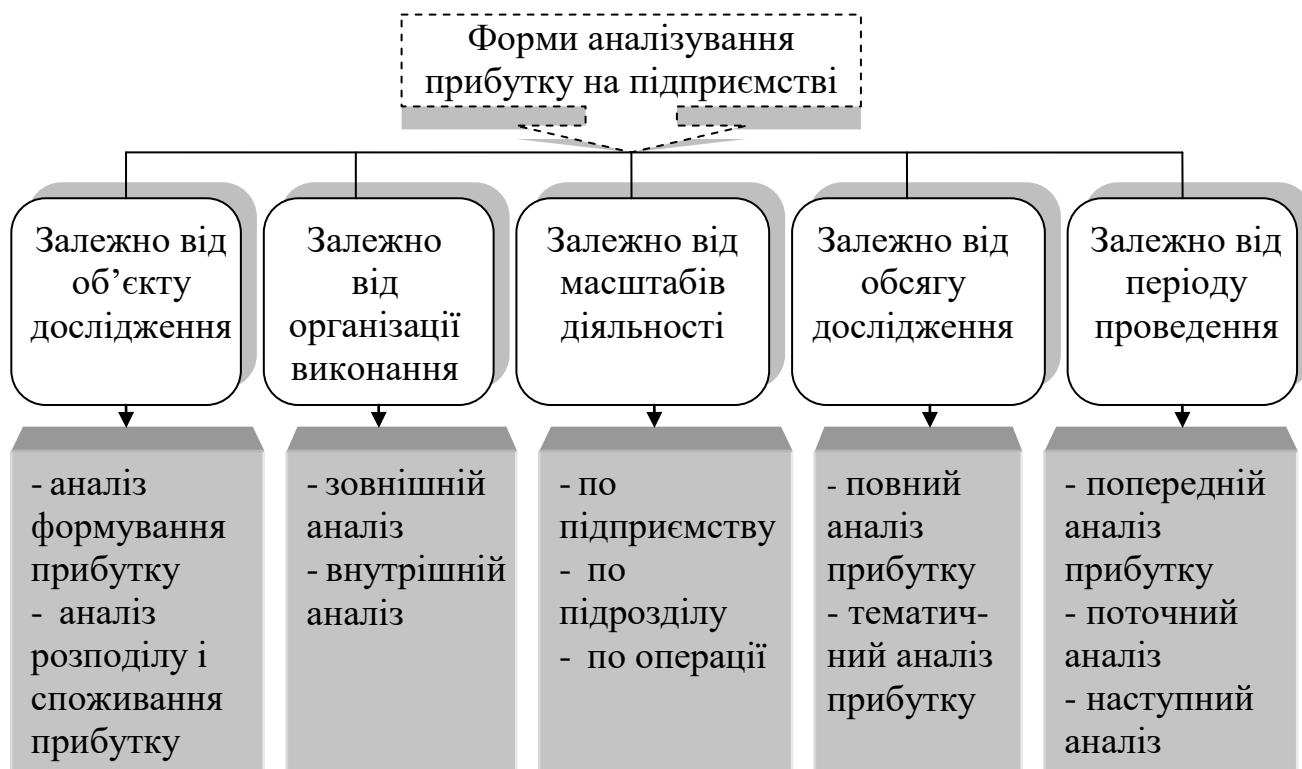 Форми аналізування
прибутку на підприємстві
Залежно від
об’єкту
дослідження
Залежно
від
організації
виконання
Залежно від
масштабів
діяльності
Залежно від
обсягу
дослідження
Залежно від
періоду
проведення
- аналіз
формування
прибутку
- аналіз
розподілу і
споживання
прибутку
- зовнішній
аналіз
- внутрішній
аналіз
- по
підприємству
- по
підрозділу
- по операції
- повний
аналіз
прибутку
- тематич-
ний аналіз
прибутку
- попередній
аналіз
прибутку
- поточний
аналіз
- наступний
аналіз